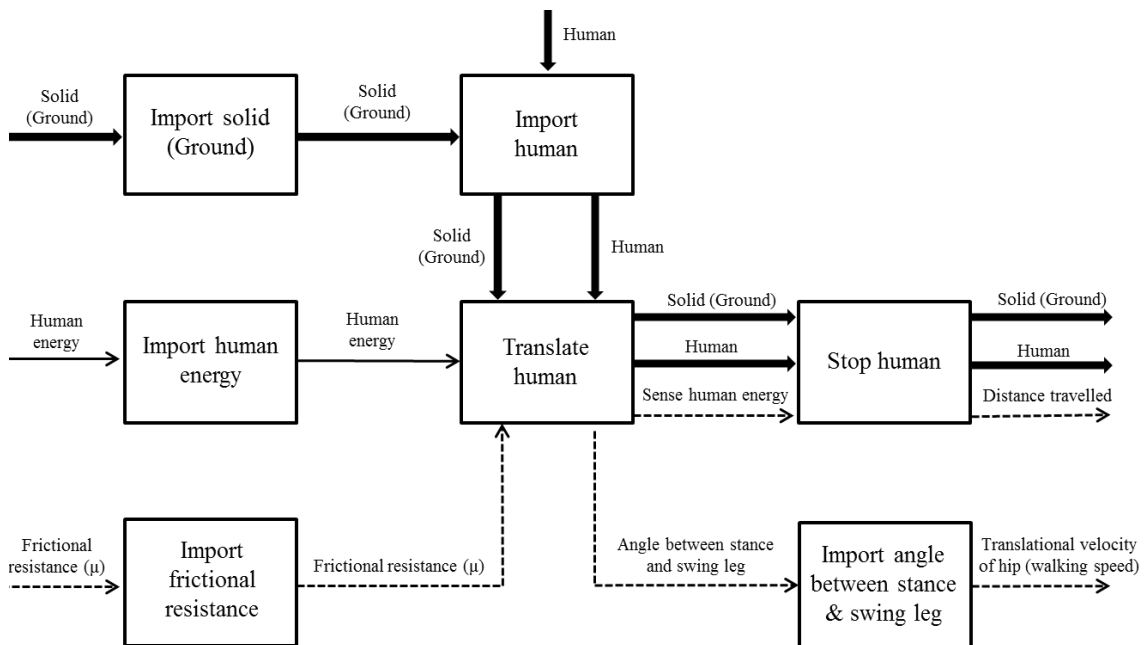 Human
Solid
(Ground)
Import solid
(Ground)
Solid
(Ground)
Import
human
Solid
(Ground)
Human
Human
energy
Import human
energy
Human
energy
Translate
human
Solid (Ground)
Human
Sense human energy
Stop human
Solid (Ground)
Human
Distance travelled
Frictional
resistance (μ)
Import
frictional
resistance
Frictional resistance (μ)
Angle between stance
and swing leg
Import angle
between stance
& swing leg
Translational velocity
of hip (walking speed)